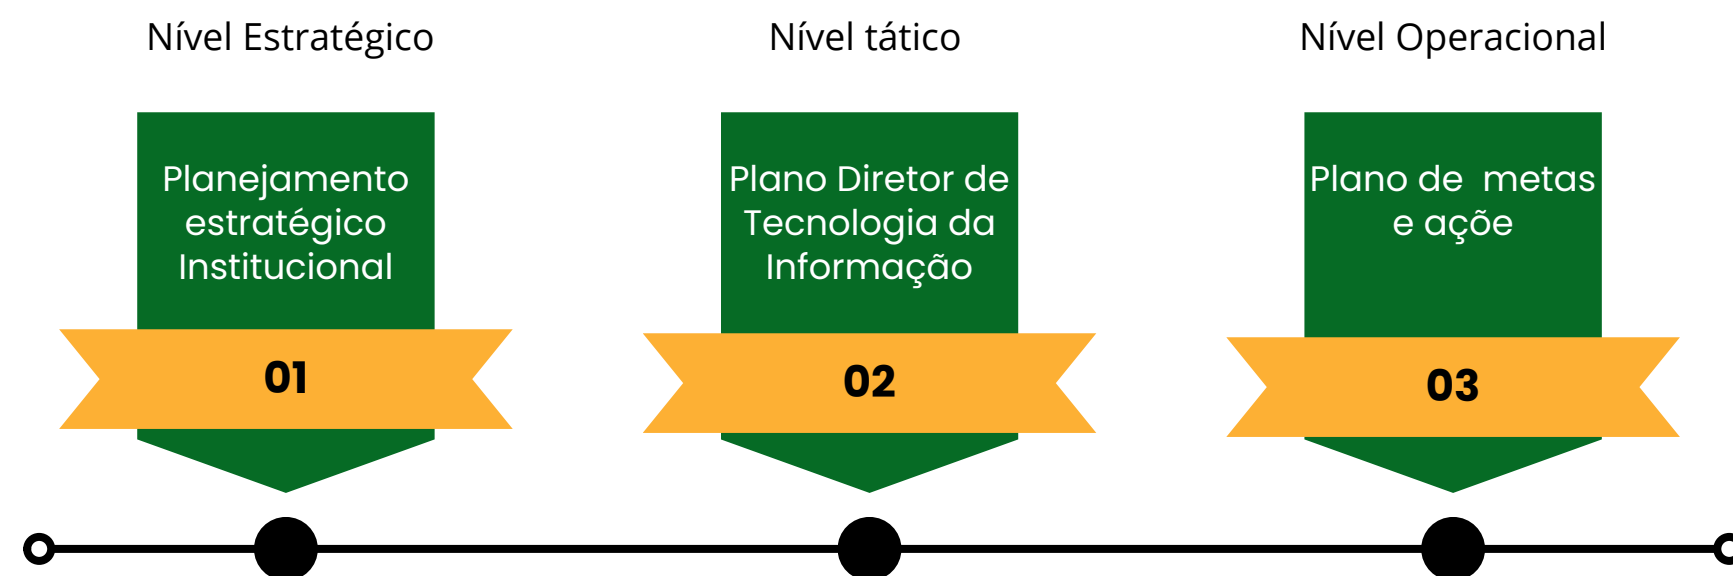 Nível Estratégico
Nível tático
Nível Operacional
Planejamento
estratégico
Institucional
Plano Diretor de
Tecnologia da
Informação
Plano de  metas
e açõe
01
02
03